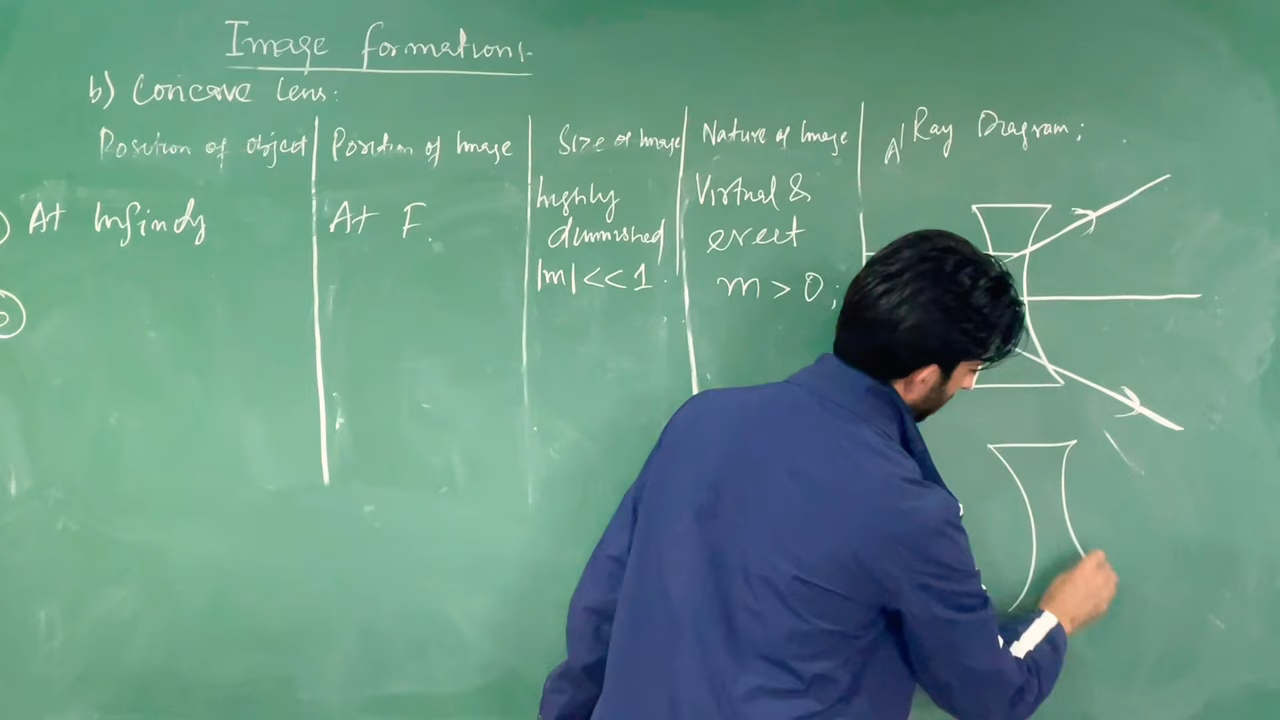 Image formations.
b) Concave Lens:
Position of object Position of Image Size of Image Nature of Image Ray Diagram;
At Infinity At F. highly diminished |m| << 1. Virtual & erect m > 0;